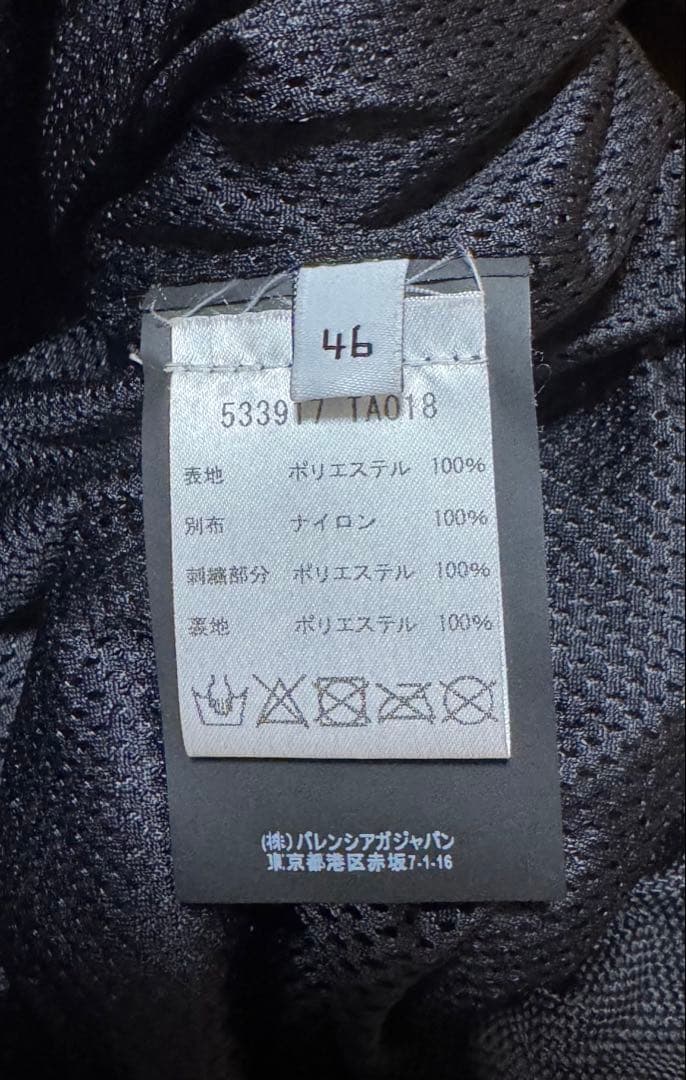 46
533917 TA018
表地 ポリエステル 100%
別布 ナイロン 100%
刺繍部分 ポリエステル 100%
裏地 ポリエステル 100%
(株)バレンシアガジャパン
東京都港区赤坂7-1-16